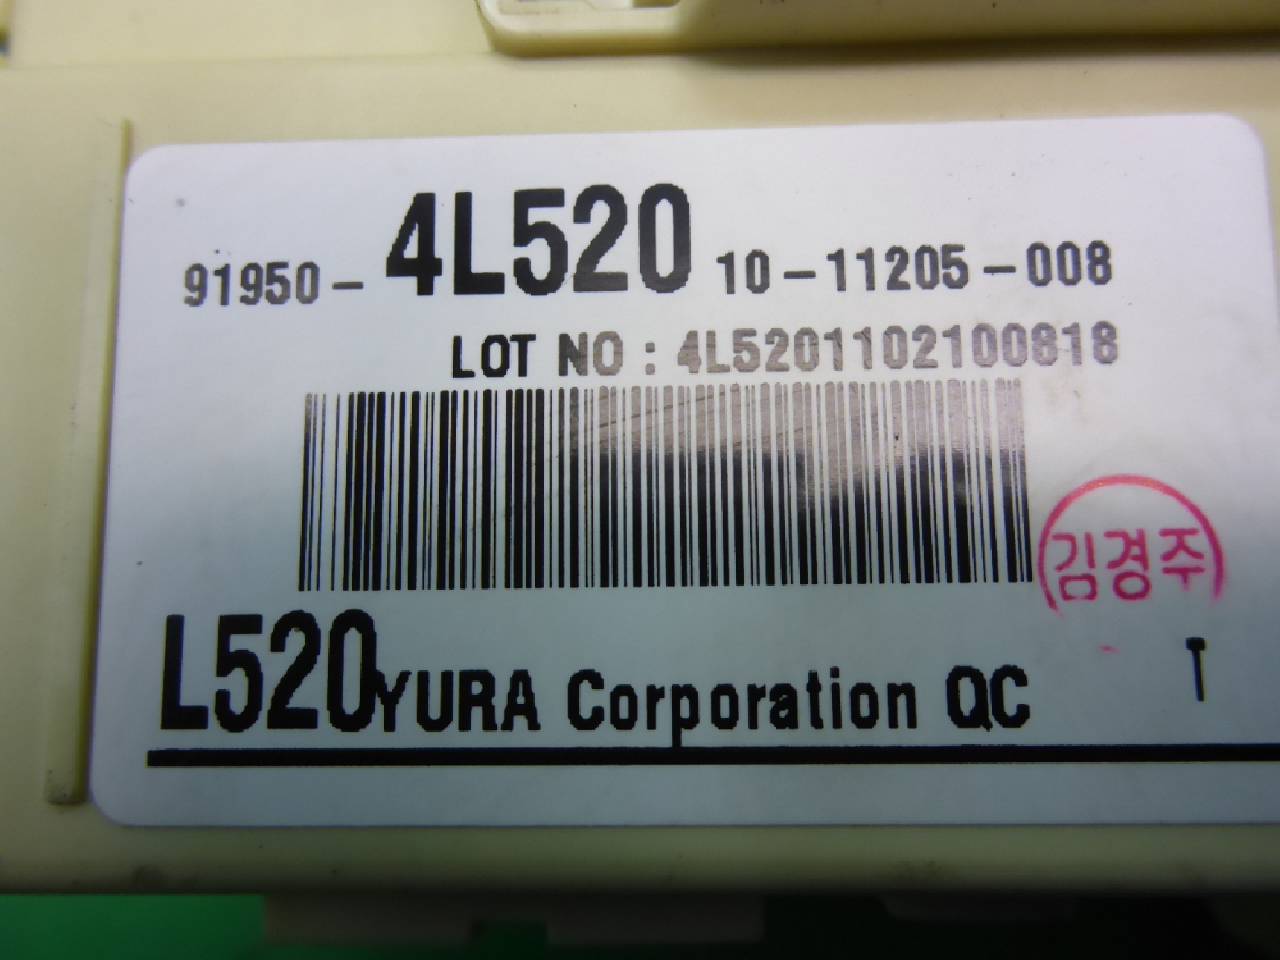 91950-4L520 10-11205-008
LOT NO : 4L5201102100818
김경주
L520 YURA Corporation QC T